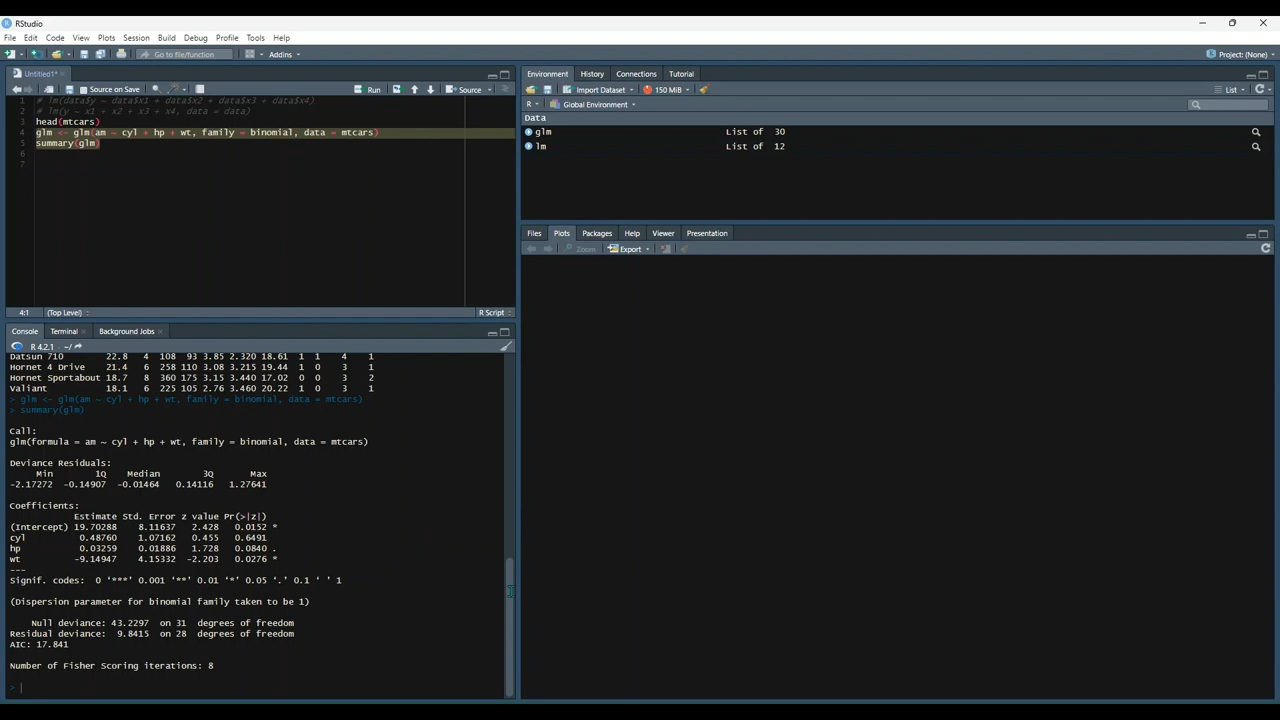 RStudio
File Edit Code View Plots Session Build Debug Profile Tools Help
Go to file/function Addins Project: (None)
Untitled1*
Source on Save Run Source
1 # lm(data$y ~ data$x1 + data$x2 + data$x3 + data$x4)
2 # lm(y ~ x1 + x2 + x3 + x4, data = data)
3 head(mtcars)
4 glm <- glm(am ~ cyl + hp + wt, family = binomial, data = mtcars)
5 summary(glm)
6
7
4:1 (Top Level) R Script
Console Terminal Background Jobs
R 4.2.1 · ~/
Datsun 710 22.8 4 108 93 3.85 2.320 18.61 1 1 4 1
Hornet 4 Drive 21.4 6 258 110 3.08 3.215 19.44 1 0 3 1
Hornet Sportabout 18.7 8 360 175 3.15 3.440 17.02 0 0 3 2
Valiant 18.1 6 225 105 2.76 3.460 20.22 1 0 3 1
> glm <- glm(am ~ cyl + hp + wt, family = binomial, data = mtcars)
> summary(glm)
Call:
glm(formula = am ~ cyl + hp + wt, family = binomial, data = mtcars)
Deviance Residuals:
Min 1Q Median 3Q Max
-2.17272 -0.14907 -0.01464 0.14116 1.27641
Coefficients:
Estimate Std. Error z value Pr(>|z|)
(Intercept) 19.70288 8.11637 2.428 0.0152 *
cyl 0.48760 1.07162 0.455 0.6491
hp 0.03259 0.01886 1.728 0.0840 .
wt -9.14947 4.15332 -2.203 0.0276 *
---
Signif. codes: 0 ‘***’ 0.001 ‘**’ 0.01 ‘*’ 0.05 ‘.’ 0.1 ‘ ’ 1
(Dispersion parameter for binomial family taken to be 1)
Null deviance: 43.2297 on 31 degrees of freedom
Residual deviance: 9.8415 on 28 degrees of freedom
AIC: 17.841
Number of Fisher Scoring iterations: 8
>
Environment History Connections Tutorial
Import Dataset 150 MiB List
R Global Environment
Data
glm List of 30
lm List of 12
Files Plots Packages Help Viewer Presentation
Zoom Export